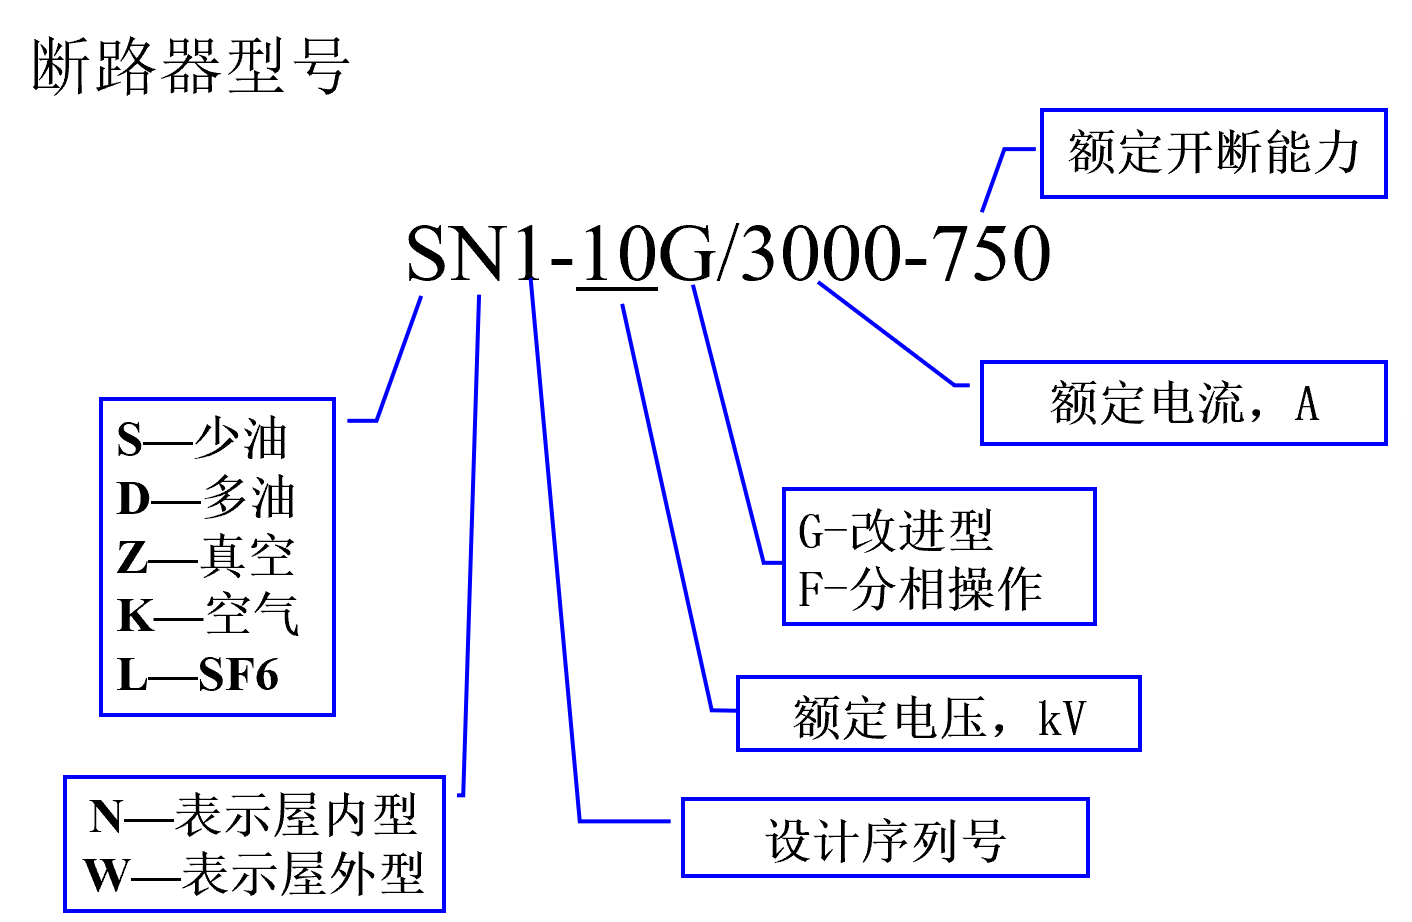 断路器型号
额定开断能力
SN1-10G/3000-750
额定电流，A
S—少油
D—多油
Z—真空
K—空气
L—SF6
G-改进型
F-分相操作
额定电压，kV
N—表示屋内型
W—表示屋外型
设计序列号